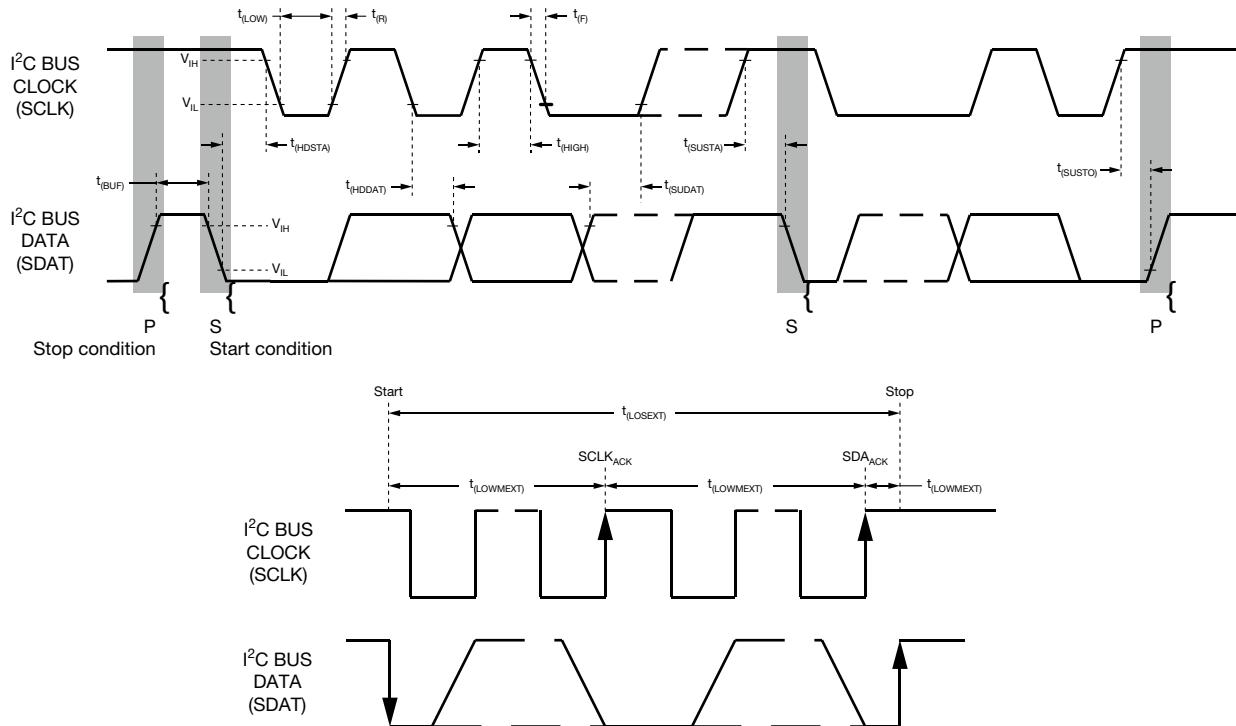 t(LOW) t(R) t(F)
I²C BUS
CLOCK
(SCLK)
VIH
VIL
t(HDSTA) t(HIGH) t(SUSTA)
t(BUF) t(HDDAT) t(SUDAT) t(SUSTO)
I²C BUS
DATA
(SDAT)
VIH
VIL
{ { { {
P S S P
Stop condition Start condition
Start Stop
t(LOSEXT)
SCLKACK SDAACK
t(LOWMEXT) t(LOWMEXT) t(LOWMEXT)
I²C BUS
CLOCK
(SCLK)
I²C BUS
DATA
(SDAT)